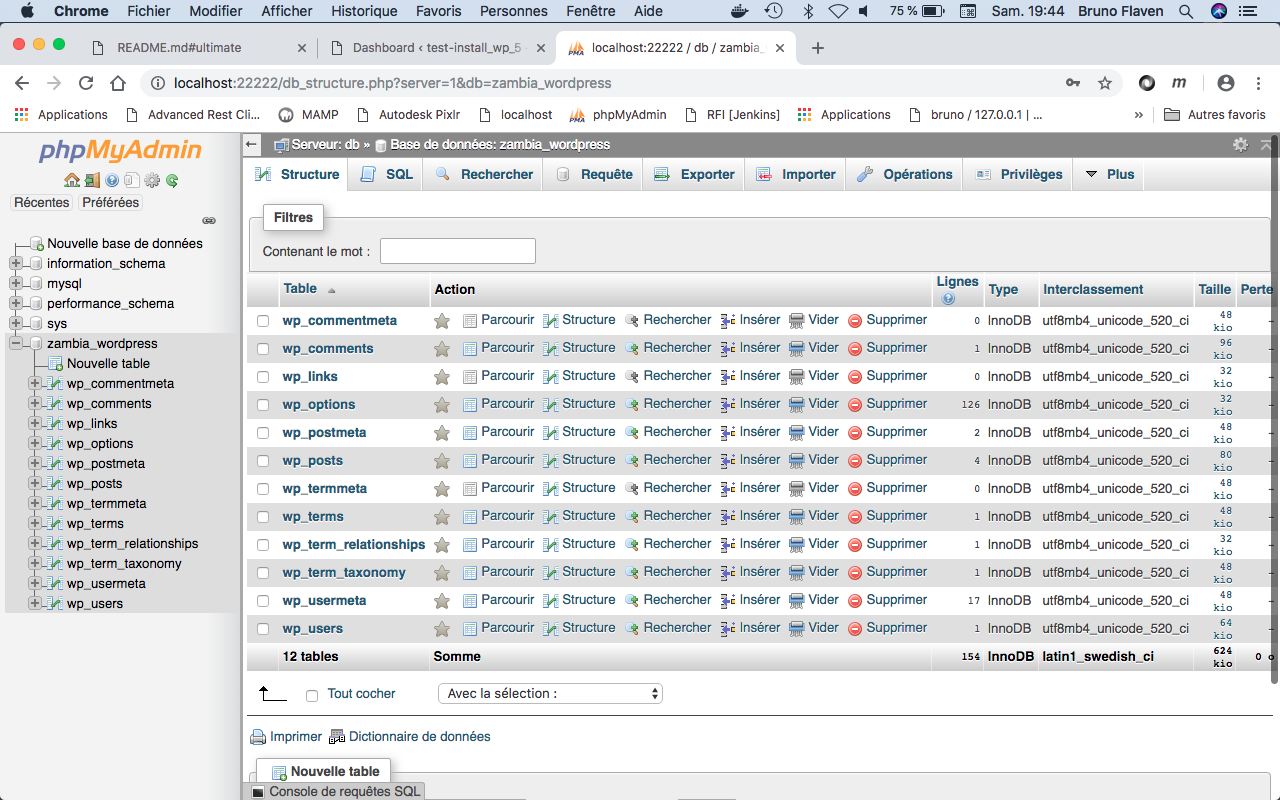 Chrome Fichier Modifier Afficher Historique Favoris Personnes Fenêtre Aide 75 % Sam. 19:44 Bruno Flaven
README.md#ultimate Dashboard ‹ test-install_wp_5 localhost:22222 / db / zambia_
localhost:22222/db_structure.php?server=1&db=zambia_wordpress m
Applications Advanced Rest Cli... MAMP Autodesk Pixlr localhost phpMyAdmin RFI [Jenkins] Applications bruno / 127.0.0.1 | ... » Autres favoris
phpMyAdmin
Récentes Préférées
Nouvelle base de données
information_schema
mysql
performance_schema
sys
zambia_wordpress
Nouvelle table
wp_commentmeta
wp_comments
wp_links
wp_options
wp_postmeta
wp_posts
wp_termmeta
wp_terms
wp_term_relationships
wp_term_taxonomy
wp_usermeta
wp_users
Serveur: db » Base de données: zambia_wordpress
Structure SQL Rechercher Requête Exporter Importer Opérations Privilèges Plus
Filtres
Contenant le mot :
Table Action Lignes Type Interclassement Taille Perte
wp_commentmeta Parcourir Structure Rechercher Insérer Vider Supprimer 0 InnoDB utf8mb4_unicode_520_ci 48 kio –
wp_comments Parcourir Structure Rechercher Insérer Vider Supprimer 1 InnoDB utf8mb4_unicode_520_ci 96 kio –
wp_links Parcourir Structure Rechercher Insérer Vider Supprimer 0 InnoDB utf8mb4_unicode_520_ci 32 kio –
wp_options Parcourir Structure Rechercher Insérer Vider Supprimer 126 InnoDB utf8mb4_unicode_520_ci 32 kio –
wp_postmeta Parcourir Structure Rechercher Insérer Vider Supprimer 2 InnoDB utf8mb4_unicode_520_ci 48 kio –
wp_posts Parcourir Structure Rechercher Insérer Vider Supprimer 4 InnoDB utf8mb4_unicode_520_ci 80 kio –
wp_termmeta Parcourir Structure Rechercher Insérer Vider Supprimer 0 InnoDB utf8mb4_unicode_520_ci 48 kio –
wp_terms Parcourir Structure Rechercher Insérer Vider Supprimer 1 InnoDB utf8mb4_unicode_520_ci 48 kio –
wp_term_relationships Parcourir Structure Rechercher Insérer Vider Supprimer 1 InnoDB utf8mb4_unicode_520_ci 32 kio –
wp_term_taxonomy Parcourir Structure Rechercher Insérer Vider Supprimer 1 InnoDB utf8mb4_unicode_520_ci 48 kio –
wp_usermeta Parcourir Structure Rechercher Insérer Vider Supprimer 17 InnoDB utf8mb4_unicode_520_ci 48 kio –
wp_users Parcourir Structure Rechercher Insérer Vider Supprimer 1 InnoDB utf8mb4_unicode_520_ci 64 kio –
12 tables Somme 154 InnoDB latin1_swedish_ci 624 kio 0 o
Tout cocher Avec la sélection :
Imprimer Dictionnaire de données
Nouvelle table
Console de requêtes SQL